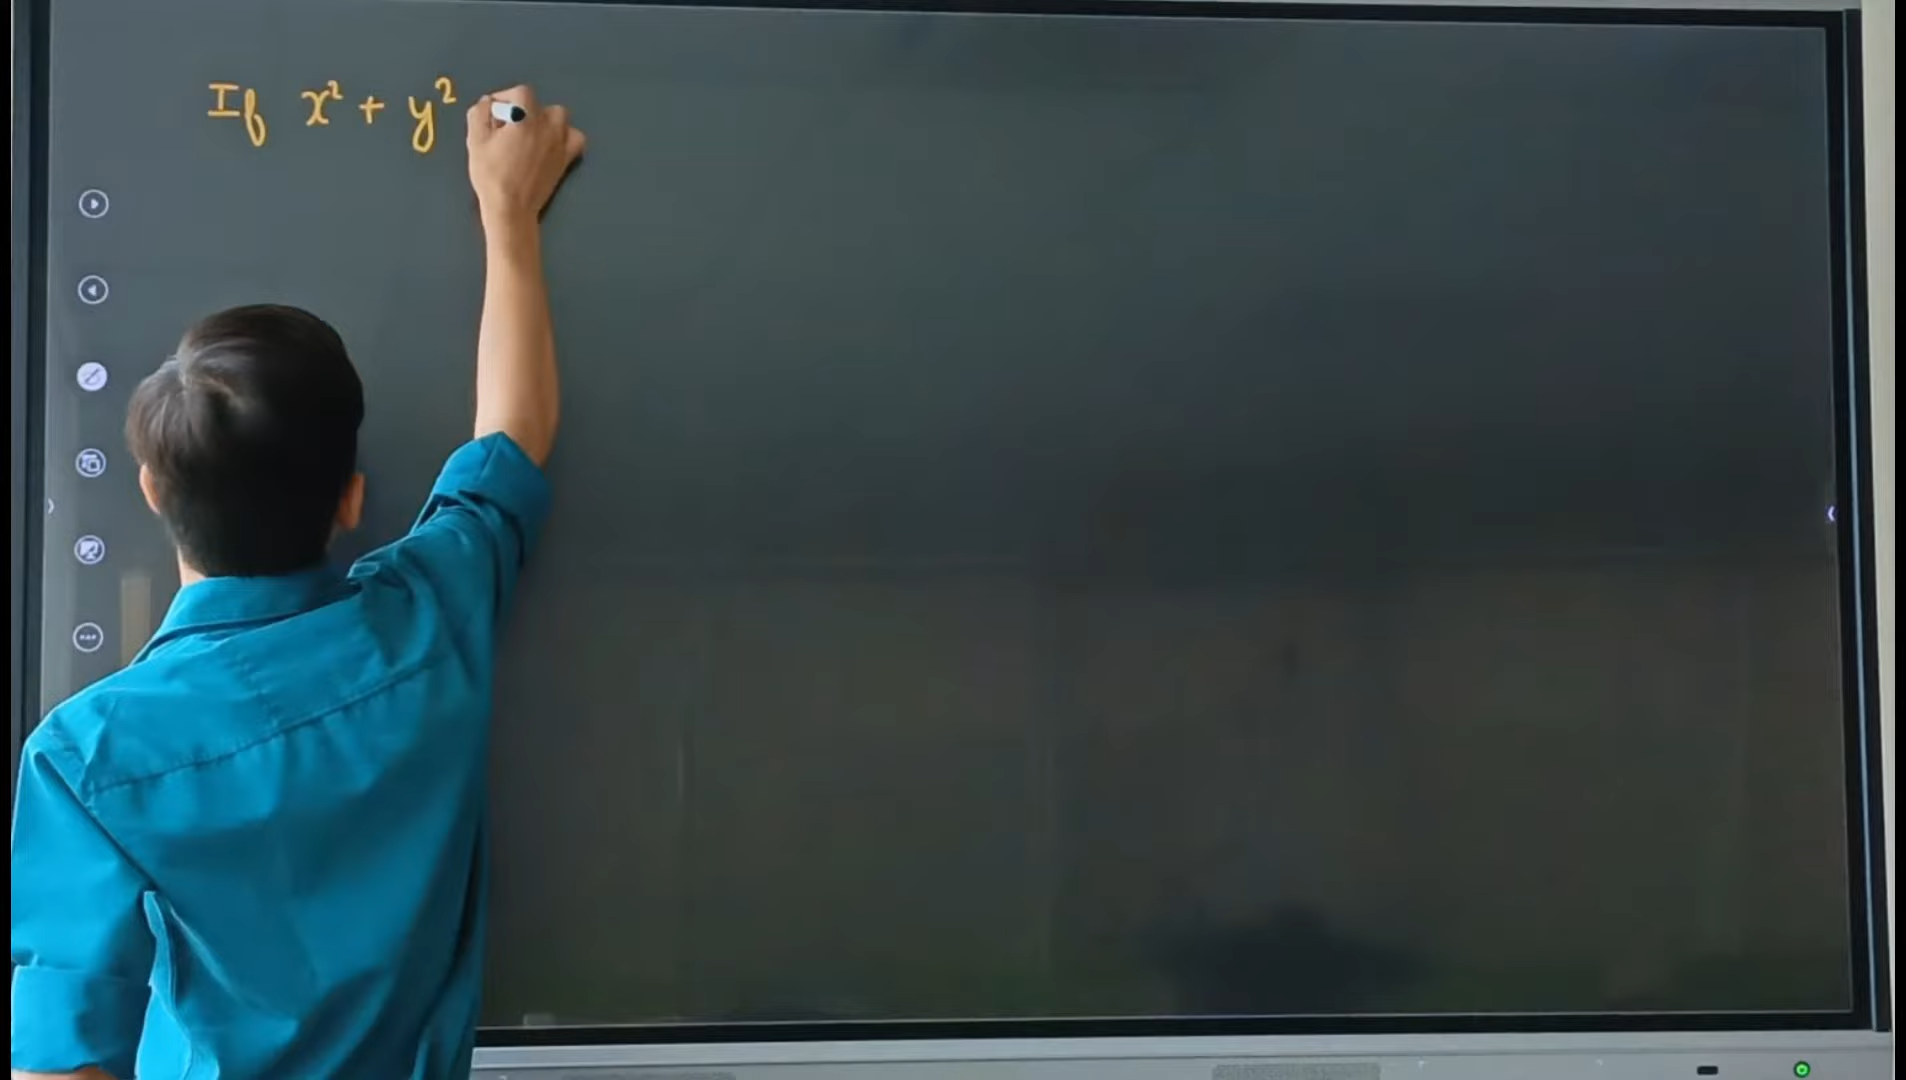 If x² + y²